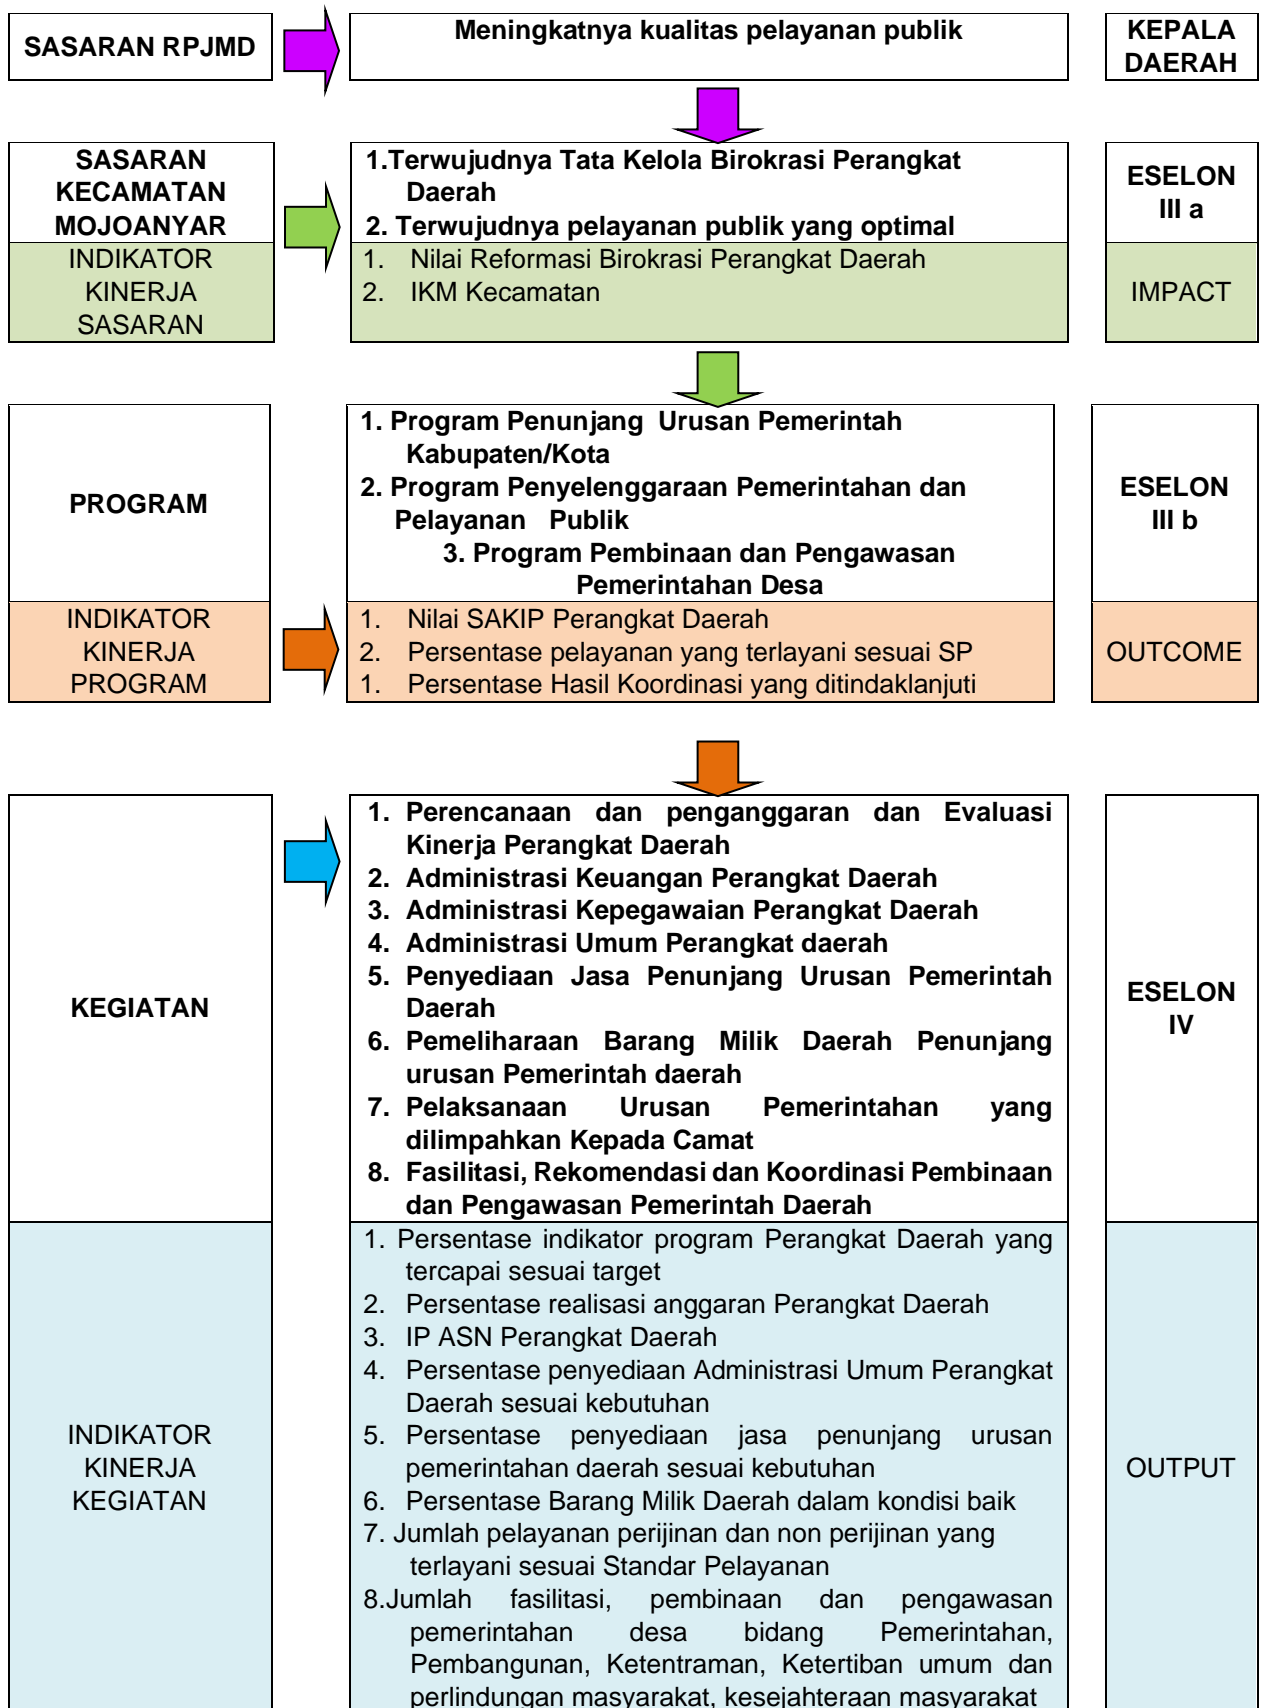 SASARAN RPJMD
Meningkatnya kualitas pelayanan publik
KEPALA
DAERAH
SASARAN
KECAMATAN
MOJOANYAR
1.Terwujudnya Tata Kelola Birokrasi Perangkat
Daerah
2. Terwujudnya pelayanan publik yang optimal
ESELON
III a
INDIKATOR
KINERJA
SASARAN
1. Nilai Reformasi Birokrasi Perangkat Daerah
2. IKM Kecamatan
IMPACT
PROGRAM
1. Program Penunjang Urusan Pemerintah
Kabupaten/Kota
2. Program Penyelenggaraan Pemerintahan dan
Pelayanan Publik
3. Program Pembinaan dan Pengawasan
Pemerintahan Desa
ESELON
III b
INDIKATOR
KINERJA
PROGRAM
1. Nilai SAKIP Perangkat Daerah
2. Persentase pelayanan yang terlayani sesuai SP
1. Persentase Hasil Koordinasi yang ditindaklanjuti
OUTCOME
KEGIATAN
1. Perencanaan dan penganggaran dan Evaluasi
Kinerja Perangkat Daerah
2. Administrasi Keuangan Perangkat Daerah
3. Administrasi Kepegawaian Perangkat Daerah
4. Administrasi Umum Perangkat daerah
5. Penyediaan Jasa Penunjang Urusan Pemerintah
Daerah
6. Pemeliharaan Barang Milik Daerah Penunjang
urusan Pemerintah daerah
7. Pelaksanaan Urusan Pemerintahan yang
dilimpahkan Kepada Camat
8. Fasilitasi, Rekomendasi dan Koordinasi Pembinaan
dan Pengawasan Pemerintah Daerah
ESELON
IV
INDIKATOR
KINERJA
KEGIATAN
1. Persentase indikator program Perangkat Daerah yang
tercapai sesuai target
2. Persentase realisasi anggaran Perangkat Daerah
3. IP ASN Perangkat Daerah
4. Persentase penyediaan Administrasi Umum Perangkat
Daerah sesuai kebutuhan
5. Persentase penyediaan jasa penunjang urusan
pemerintahan daerah sesuai kebutuhan
6. Persentase Barang Milik Daerah dalam kondisi baik
7. Jumlah pelayanan perijinan dan non perijinan yang
terlayani sesuai Standar Pelayanan
8.Jumlah fasilitasi, pembinaan dan pengawasan
pemerintahan desa bidang Pemerintahan,
Pembangunan, Ketentraman, Ketertiban umum dan
perlindungan masyarakat, kesejahteraan masyarakat
OUTPUT